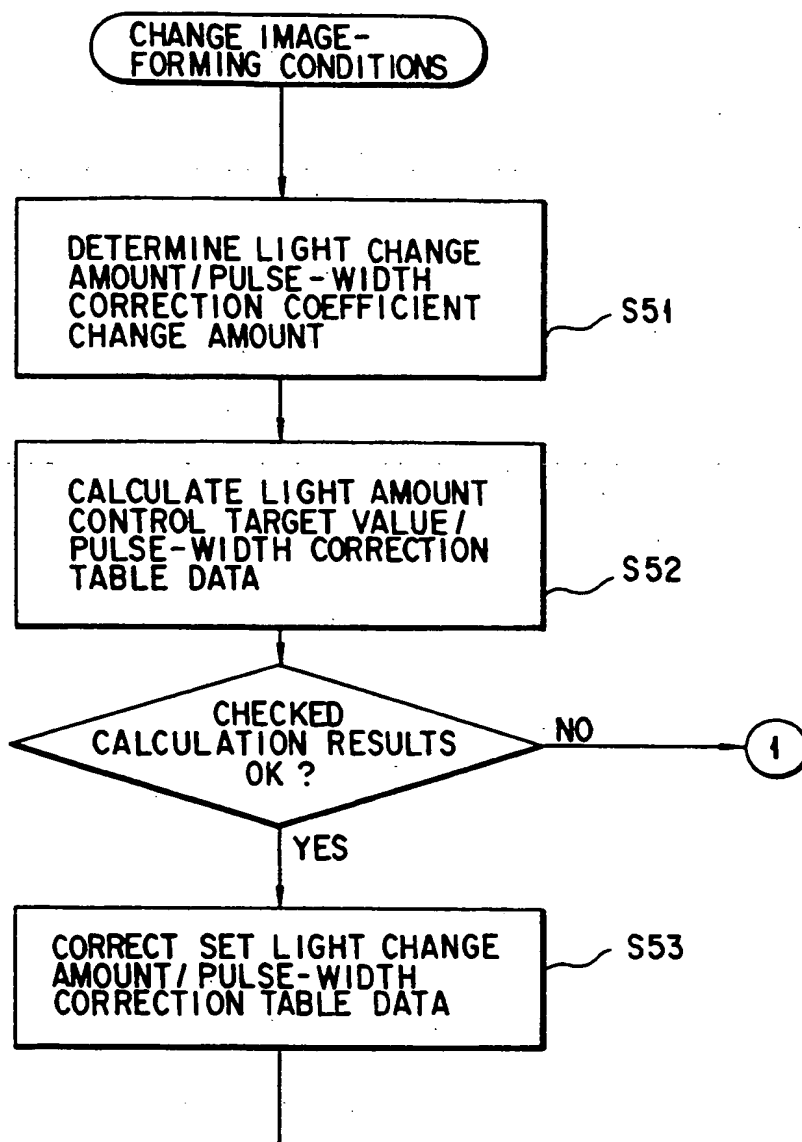 CHANGE IMAGE-
FORMING CONDITIONS
DETERMINE LIGHT CHANGE
AMOUNT/PULSE-WIDTH
CORRECTION COEFFICIENT
CHANGE AMOUNT
S51
CALCULATE LIGHT AMOUNT
CONTROL TARGET VALUE/
PULSE-WIDTH CORRECTION
TABLE DATA
S52
CHECKED
CALCULATION RESULTS
OK ?
NO
1
YES
CORRECT SET LIGHT CHANGE
AMOUNT/PULSE-WIDTH
CORRECTION TABLE DATA
S53